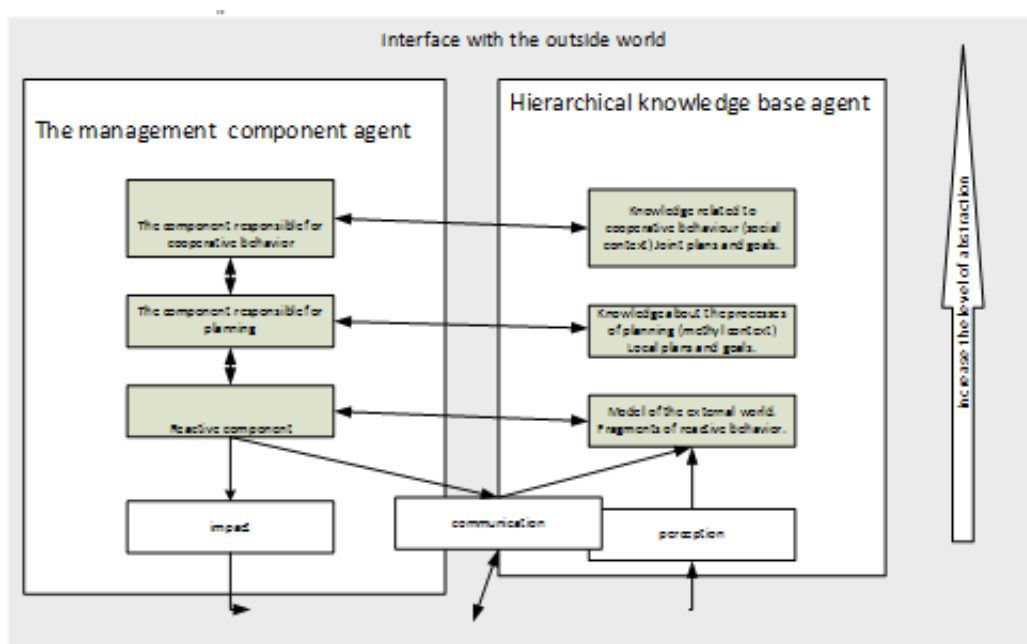 Interface with the outside world
The management component agent
Hierarchical knowledge base agent
The component responsible for
cooperative behavior
Knowledge related to
cooperative behaviour (social
context) Joint plans and goals.
The component responsible for
planning
Knowledge about the processes
of planning (methyl context)
Local plans and goals.
Reactive component
Model of the external world.
Fragments of reactive behavior.
impact
communication
perception
increase the level of abstraction